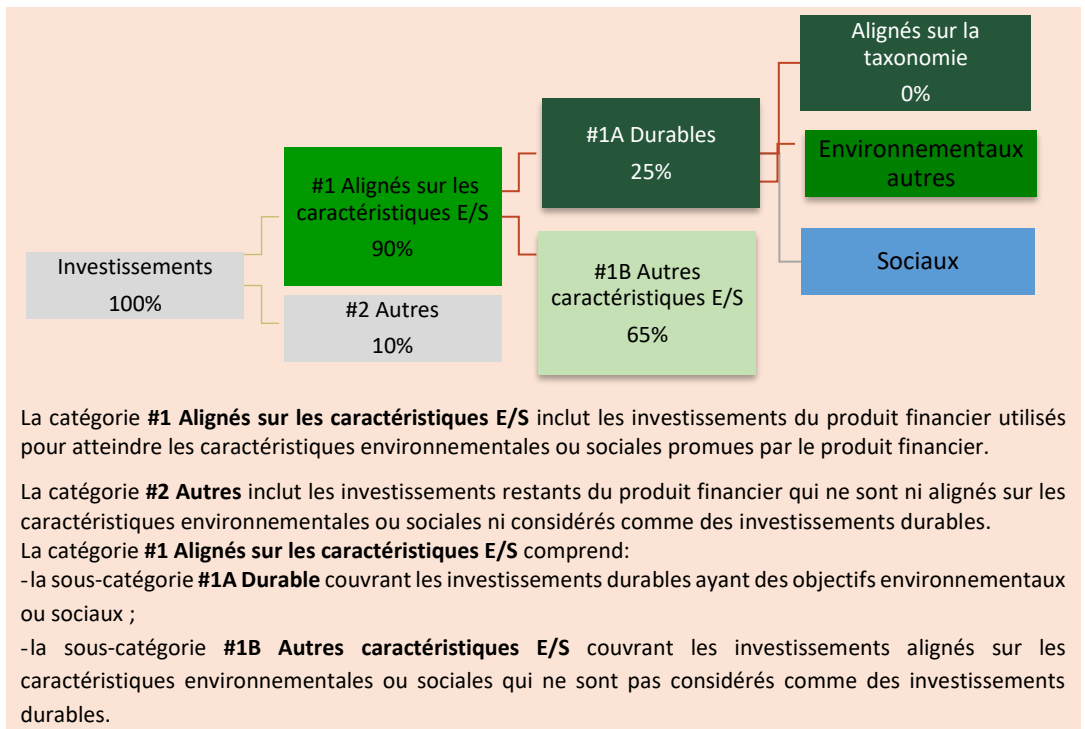 Investissements
100%
#1 Alignés sur les
caractéristiques E/S
90%
#2 Autres
10%
#1A Durables
25%
#1B Autres
caractéristiques E/S
65%
Alignés sur la
taxonomie
0%
Environnementaux
autres
Sociaux
La catégorie #1 Alignés sur les caractéristiques E/S inclut les investissements du produit financier utilisés
pour atteindre les caractéristiques environnementales ou sociales promues par le produit financier.
La catégorie #2 Autres inclut les investissements restants du produit financier qui ne sont ni alignés sur les
caractéristiques environnementales ou sociales ni considérés comme des investissements durables.
La catégorie #1 Alignés sur les caractéristiques E/S comprend:
-la sous-catégorie #1A Durable couvrant les investissements durables ayant des objectifs environnementaux
ou sociaux ;
-la sous-catégorie #1B Autres caractéristiques E/S couvrant les investissements alignés sur les
caractéristiques environnementales ou sociales qui ne sont pas considérés comme des investissements
durables.